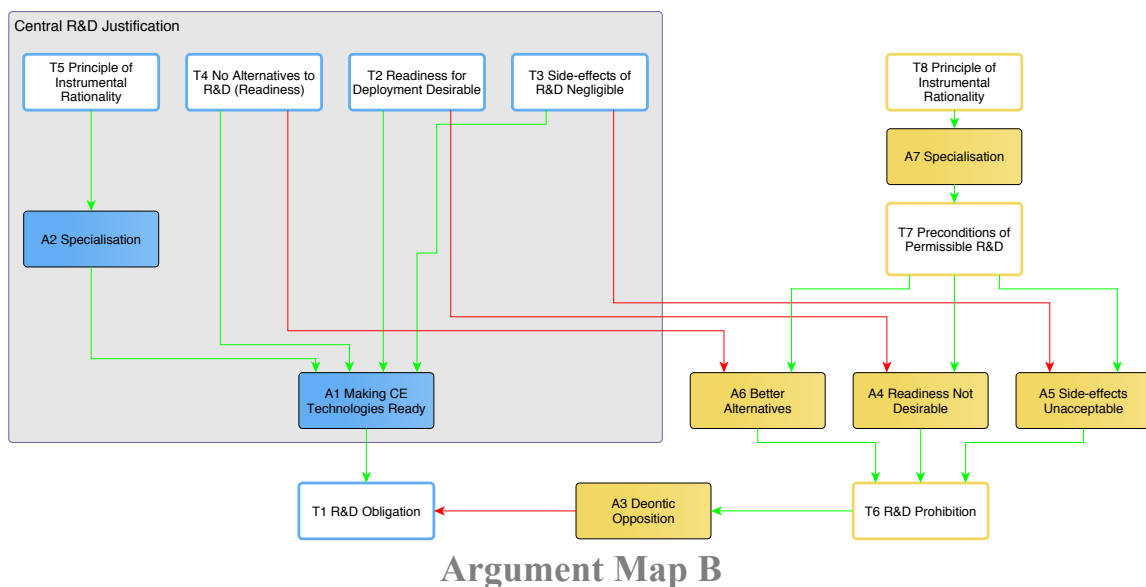 Central R&D Justification
T5 Principle of
Instrumental
Rationality
T4 No Alternatives to
R&D (Readiness)
T2 Readiness for
Deployment Desirable
T3 Side-effects of
R&D Negligible
T8 Principle of
Instrumental
Rationality
A7 Specialisation
A2 Specialisation
T7 Preconditions of
Permissible R&D
A1 Making CE
Technologies Ready
A6 Better
Alternatives
A4 Readiness Not
Desirable
A5 Side-effects
Unacceptable
T1 R&D Obligation
A3 Deontic
Opposition
T6 R&D Prohibition
Argument Map B